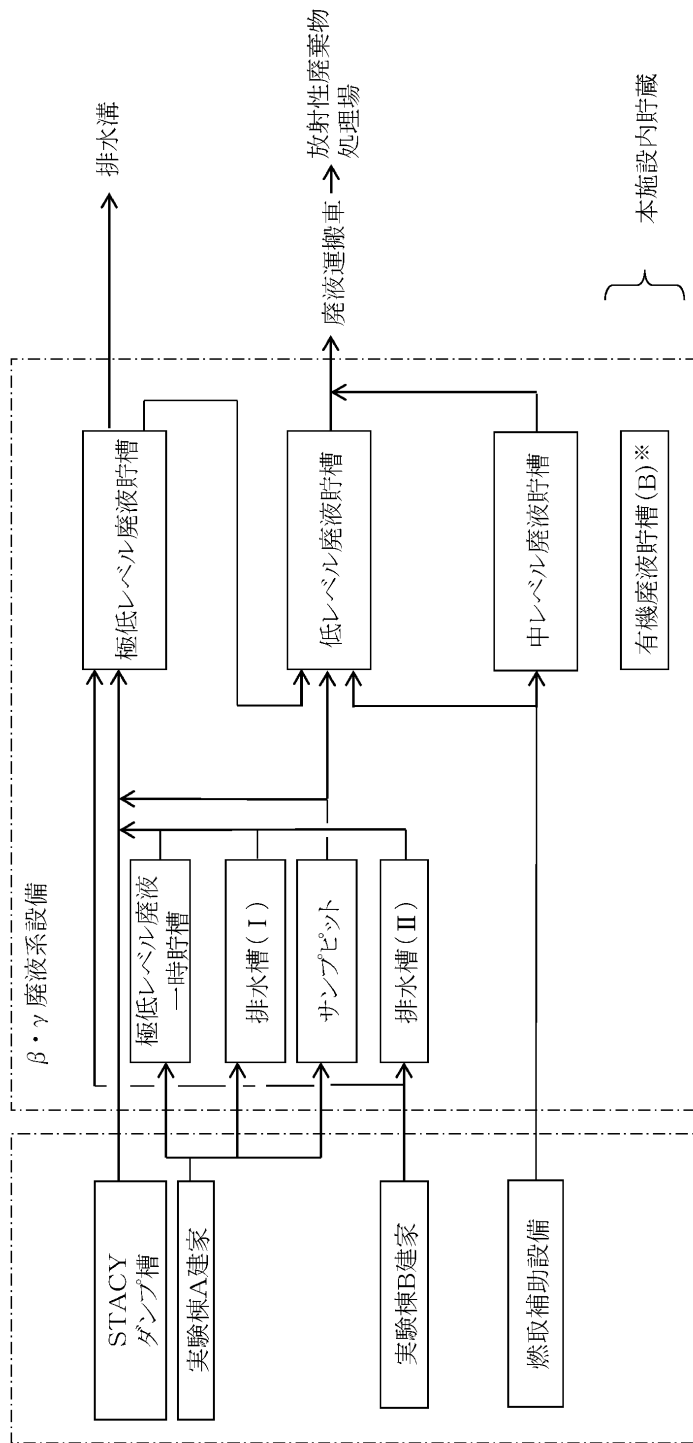 β・γ廃液系設備
STACY
ダンプ槽
実験棟A建家
実験棟B建家
燃取補助設備
極低レベル廃液
一時貯槽
排水槽(Ⅰ)
サンプピット
排水槽(Ⅱ)
極低レベル廃液貯槽
低レベル廃液貯槽
中レベル廃液貯槽
有機廃液貯槽(B)※
排水溝
廃液運搬車
放射性廃棄物
処理場
本施設内貯蔵